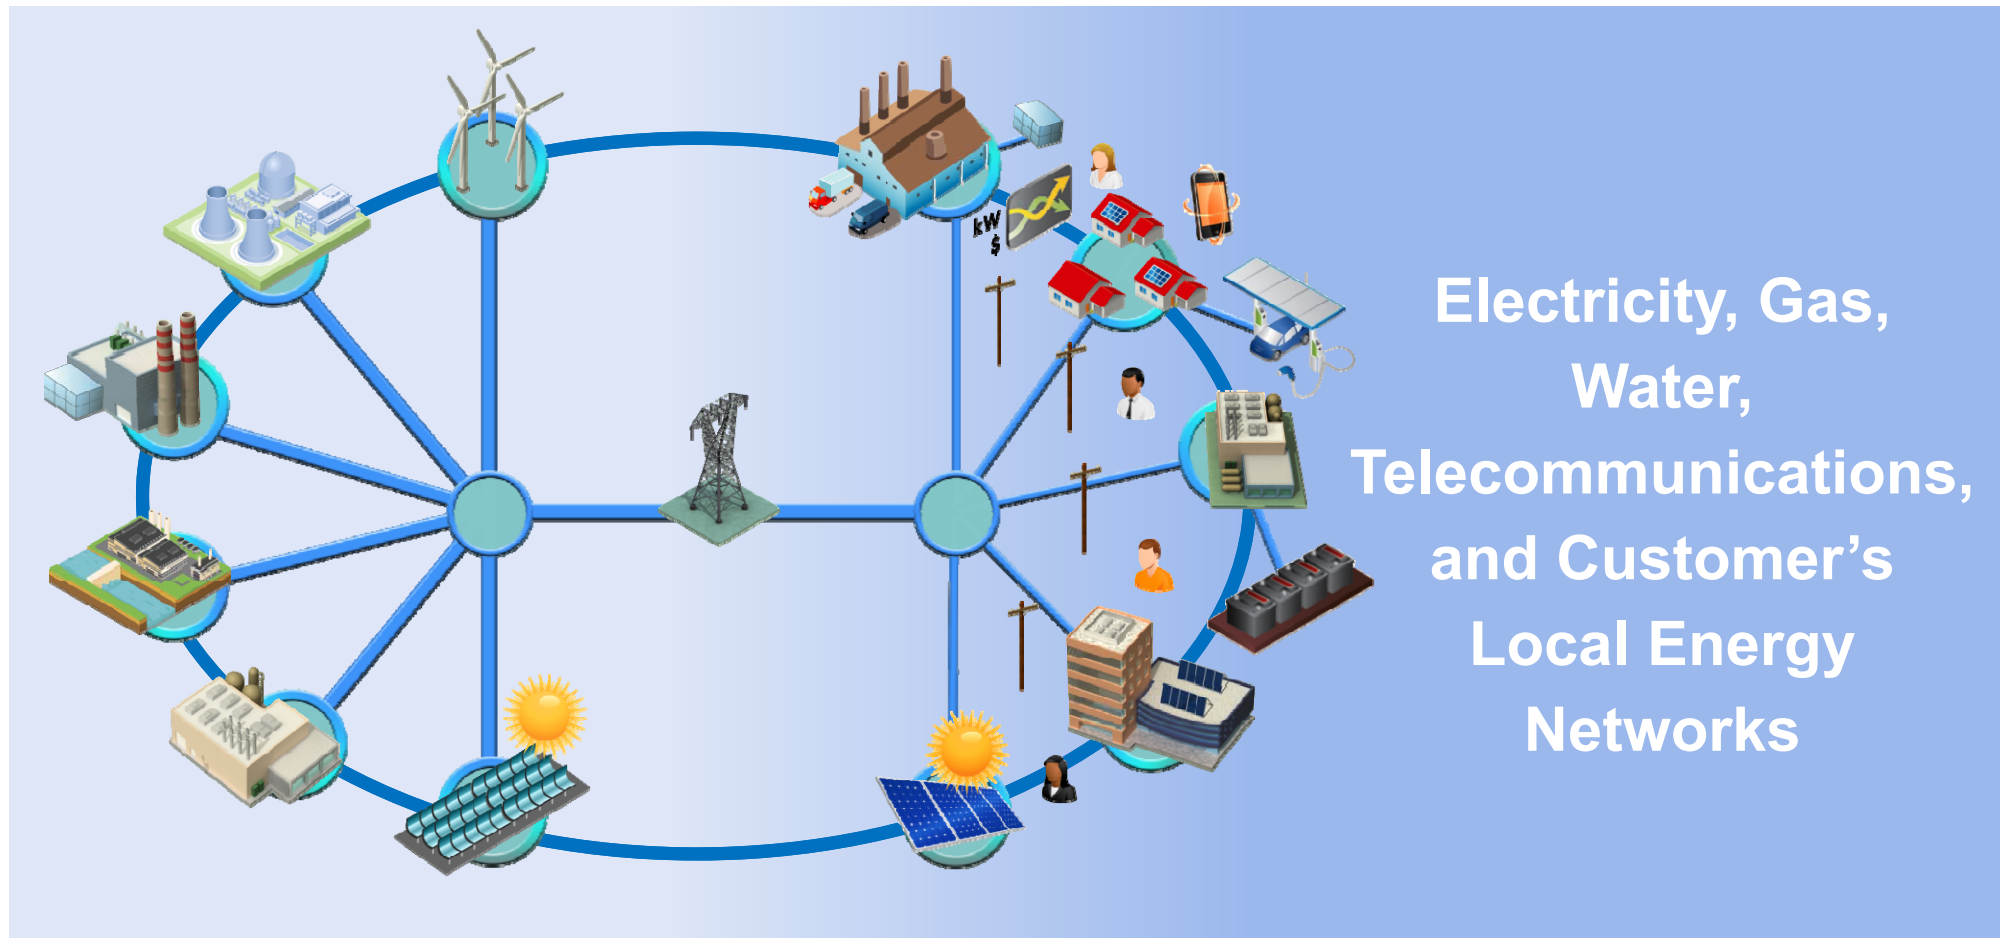 kW
$
Electricity, Gas,
Water,
Telecommunications,
and Customer’s
Local Energy
Networks